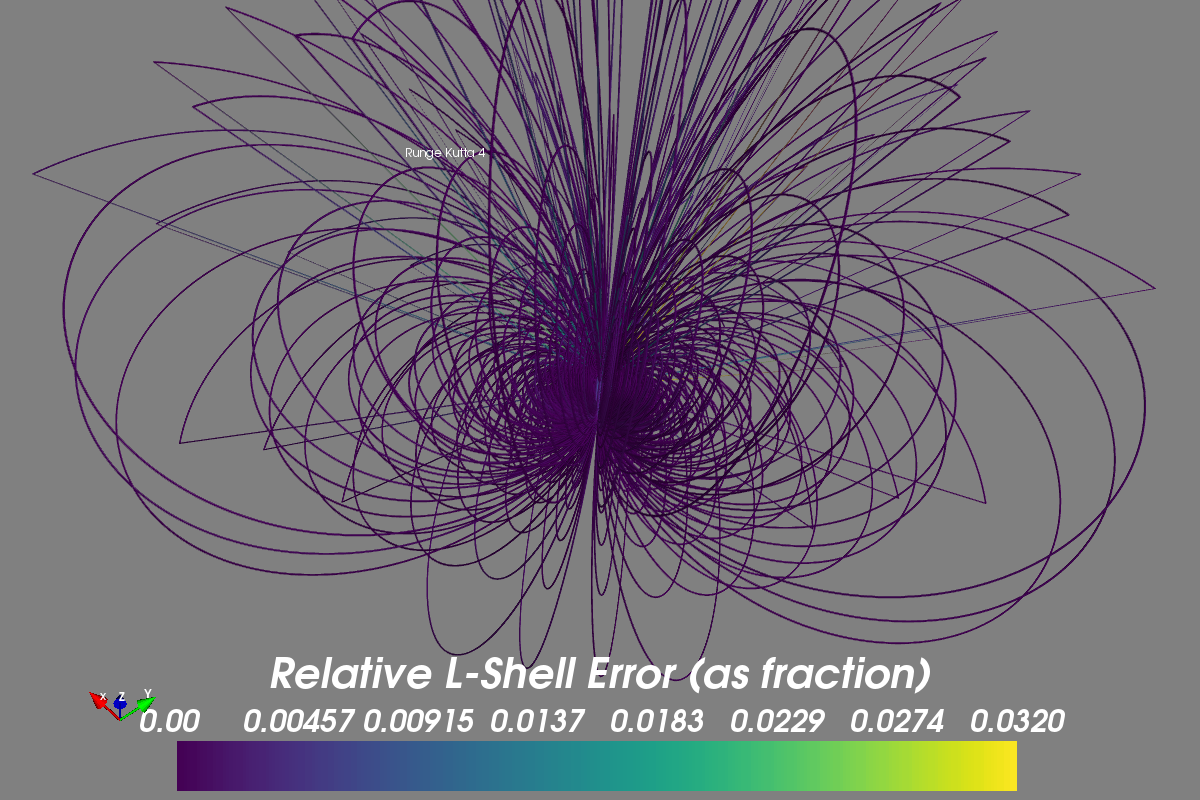 Runge Kutta 4
Relative L-Shell Error (as fraction)
X Z Y
0.00 0.00457 0.00915 0.0137 0.0183 0.0229 0.0274 0.0320